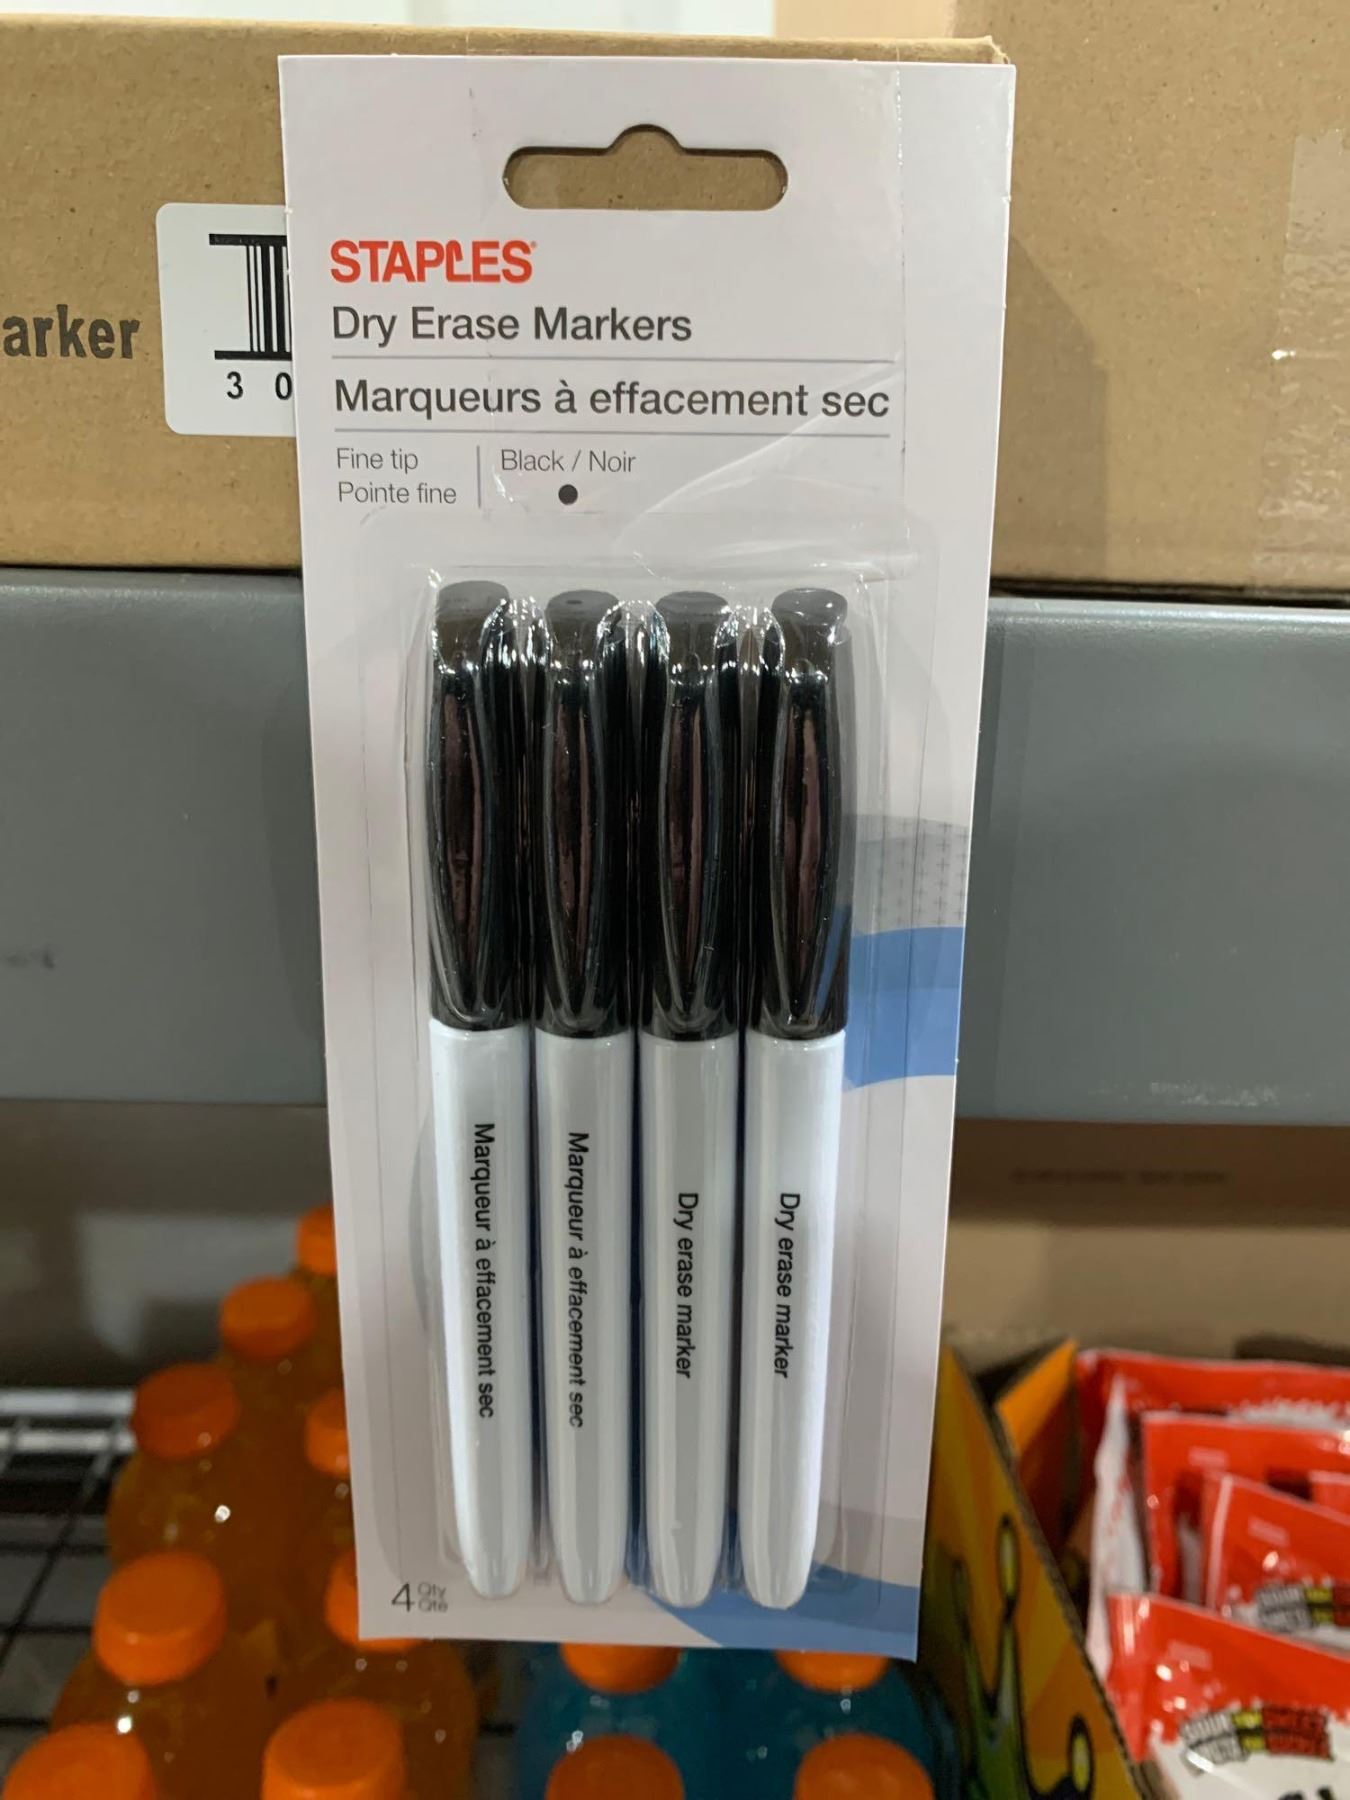 arker
3 0
STAPLES
Dry Erase Markers
Marqueurs à effacement sec
Fine tip
Pointe fine
Black / Noir
Marqueur à effacement sec
Marqueur à effacement sec
Dry erase marker
Dry erase marker
4 Qty
Qté